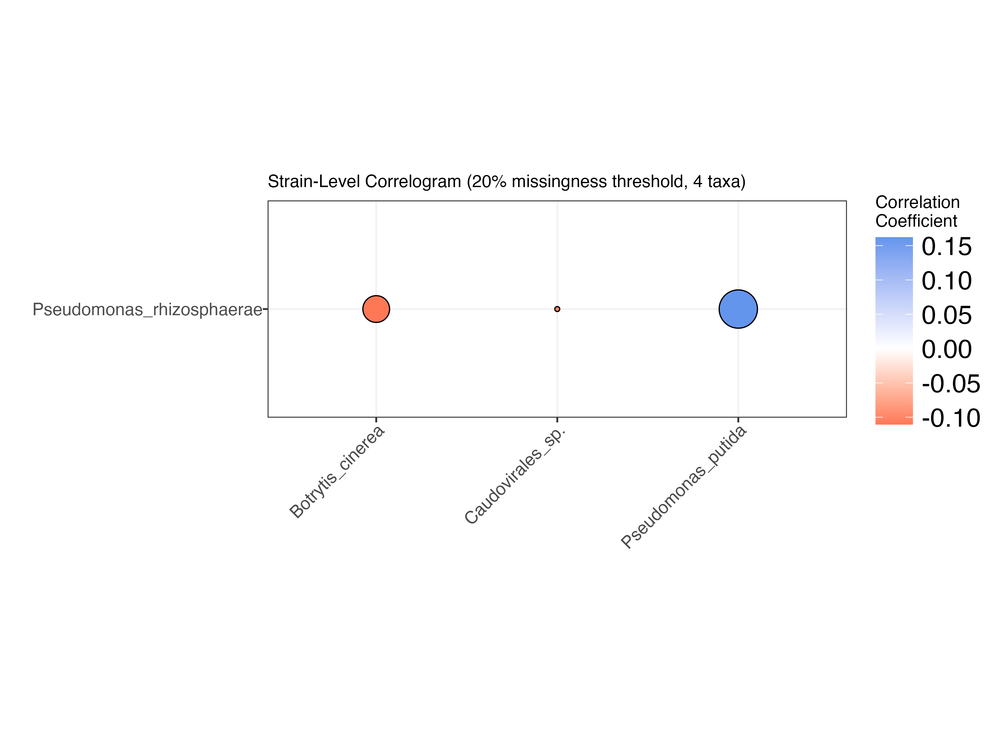 Strain-Level Correlogram (20% missingness threshold, 4 taxa)
Pseudomonas_rhizosphaerae
Botrytis_cinerea
Caudovirales_sp.
Pseudomonas_putida
Correlation
Coefficient
0.15
0.10
0.05
0.00
-0.05
-0.10